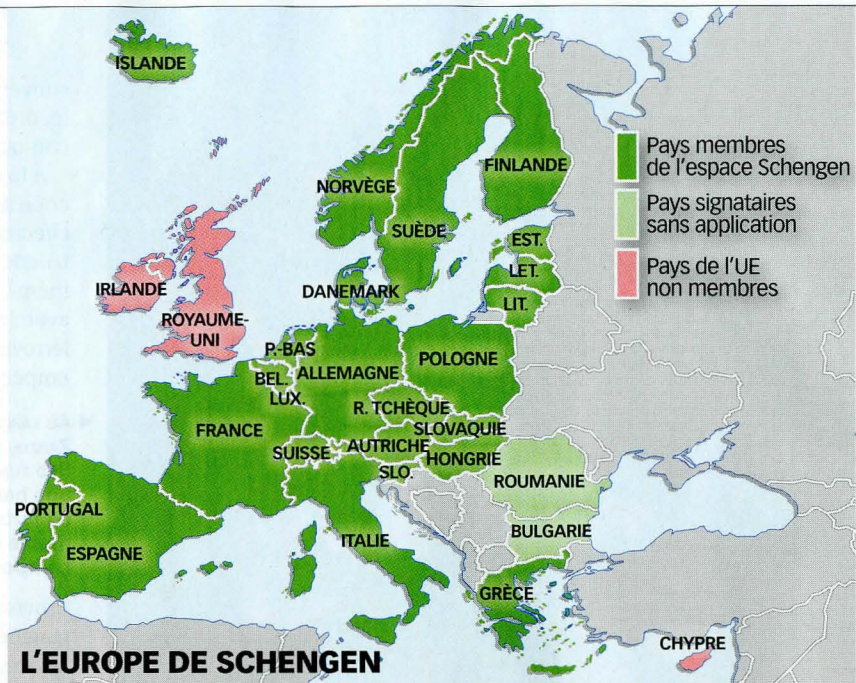 ISLANDE
NORVÈGE
SUÈDE
FINLANDE
EST.
LET.
LIT.
DANEMARK
IRLANDE
ROYAUME-
UNI
P.-BAS
BEL.
LUX.
ALLEMAGNE
POLOGNE
R. TCHÈQUE
SLOVAQUIE
FRANCE
SUISSE
AUTRICHE
HONGRIE
SLO.
ROUMANIE
BULGARIE
PORTUGAL
ESPAGNE
ITALIE
GRÈCE
CHYPRE
Pays membres
de l'espace Schengen
Pays signataires
sans application
Pays de l'UE
non membres
L'EUROPE DE SCHENGEN